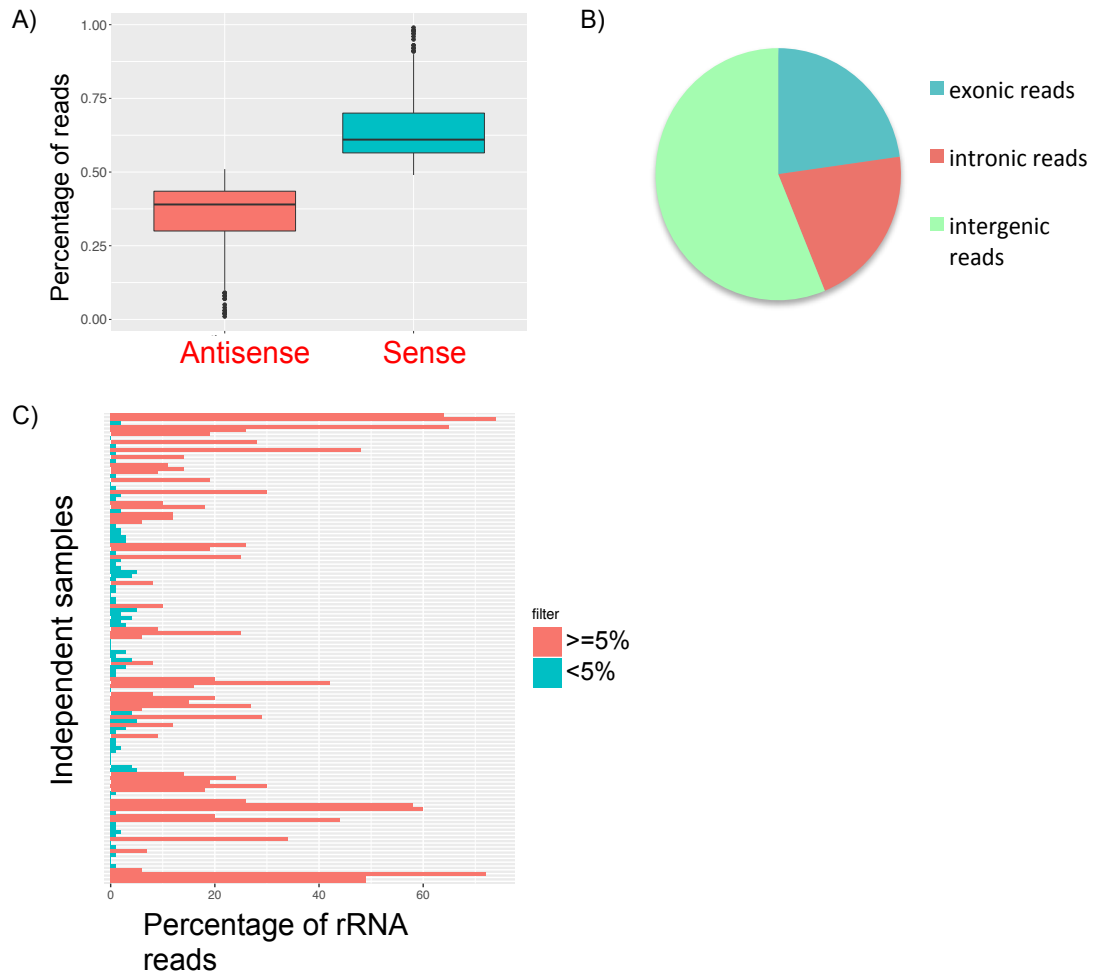 A)
Percentage of reads
1.00
0.75
0.50
0.25
0.00
Antisense
Sense
B)
exonic reads
intronic reads
intergenic
reads
C)
Independent samples
0
20
40
60
Percentage of rRNA
reads
filter
>=5%
<5%